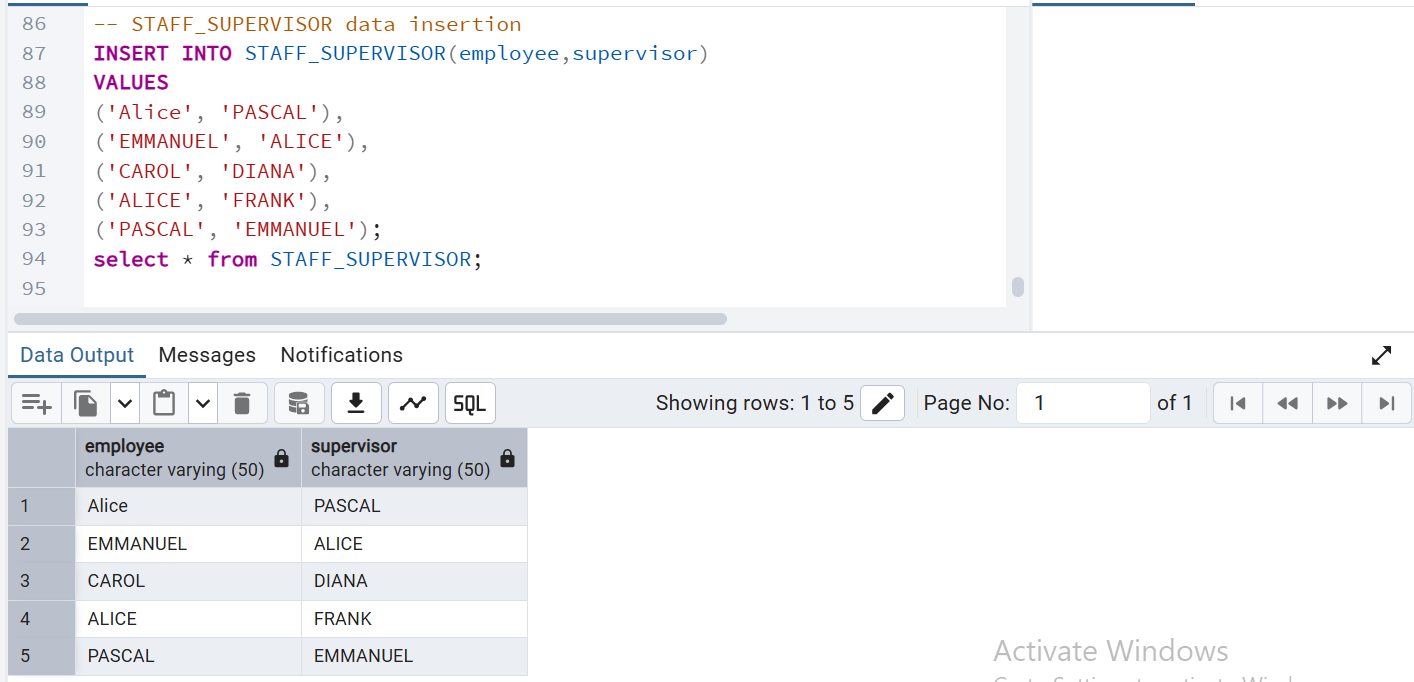 86 -- STAFF_SUPERVISOR data insertion
87 INSERT INTO STAFF_SUPERVISOR(employee,supervisor)
88 VALUES
89 ('Alice', 'PASCAL'),
90 ('EMMANUEL', 'ALICE'),
91 ('CAROL', 'DIANA'),
92 ('ALICE', 'FRANK'),
93 ('PASCAL', 'EMMANUEL');
94 select * from STAFF_SUPERVISOR;
95
Data Output Messages Notifications
SQL Showing rows: 1 to 5 Page No: 1 of 1
employee supervisor
character varying (50) character varying (50)
1 Alice PASCAL
2 EMMANUEL ALICE
3 CAROL DIANA
4 ALICE FRANK
5 PASCAL EMMANUEL
Activate Windows